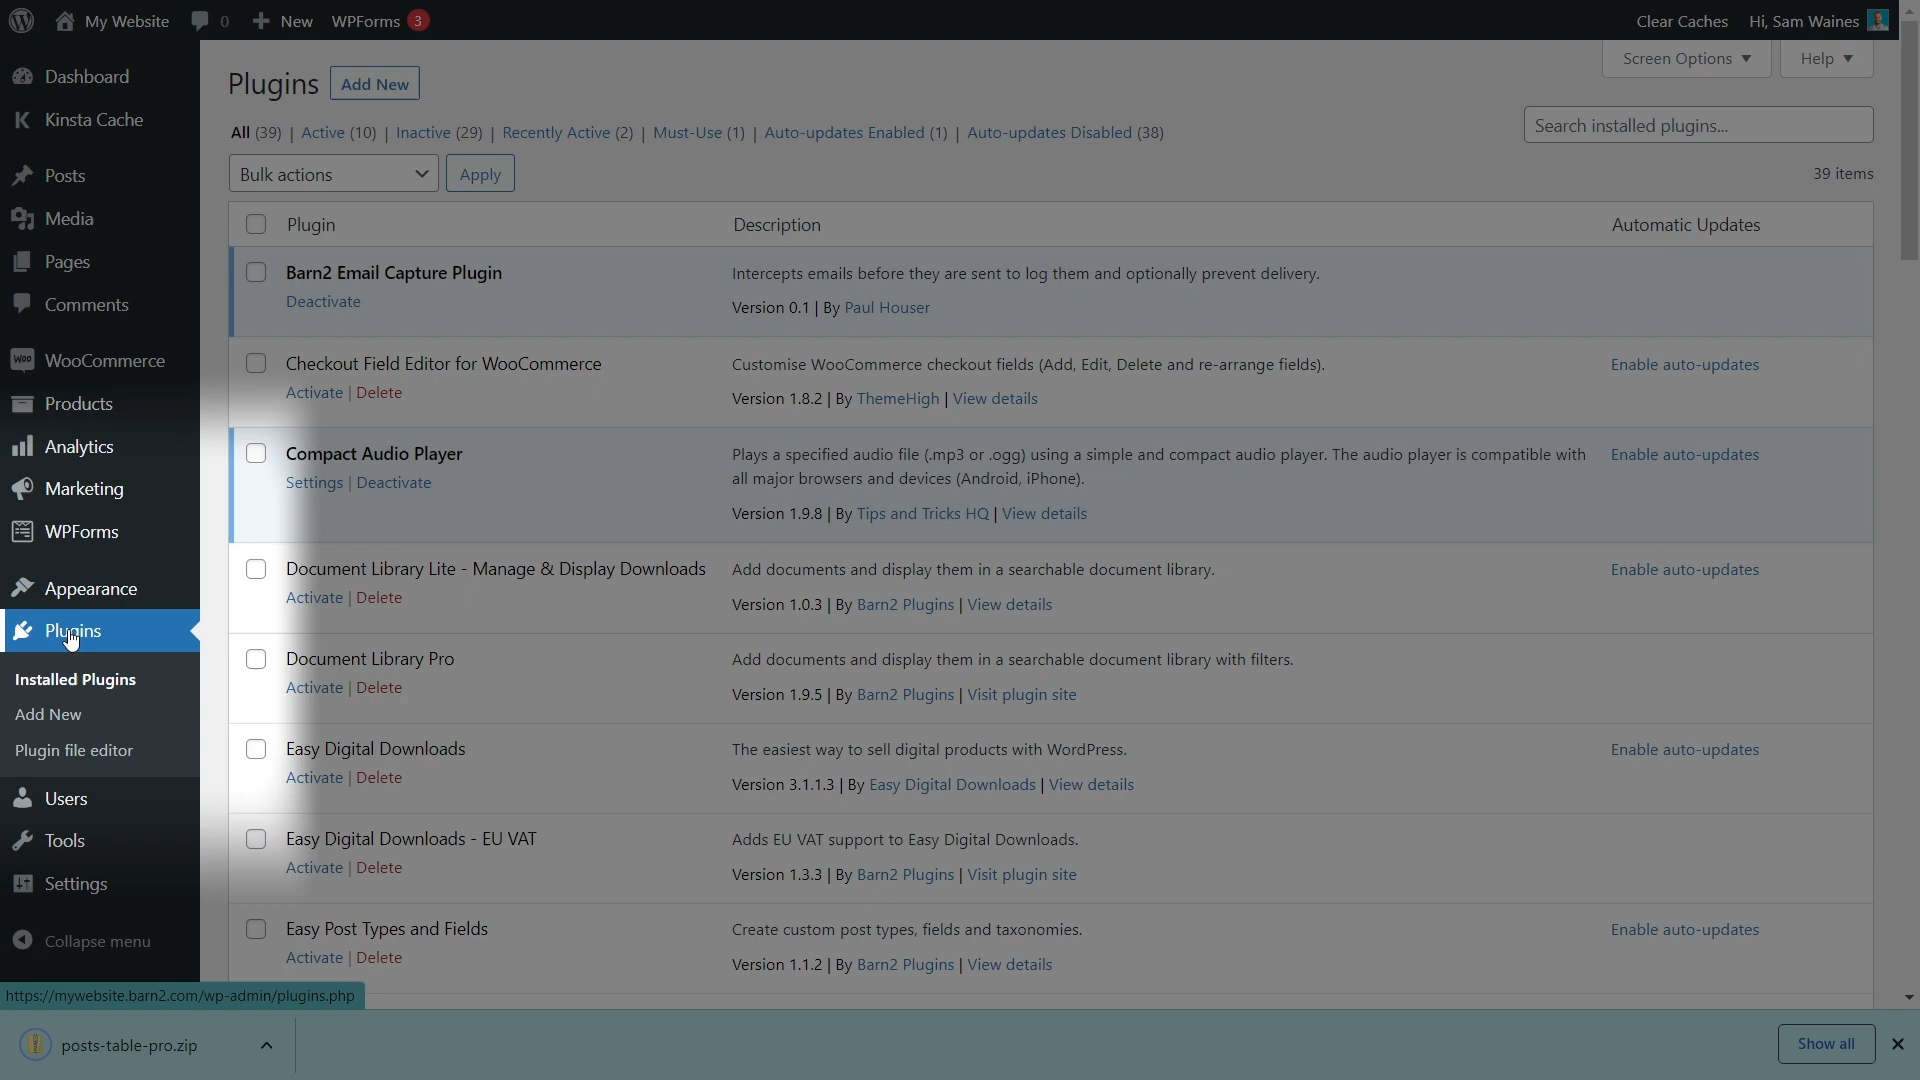 My Website 0 New WPForms 3 Clear Caches Hi, Sam Waines
Dashboard
Kinsta Cache
Posts
Media
Pages
Comments
Woo WooCommerce
Products
Analytics
Marketing
WPForms
Appearance
Plugins
Installed Plugins
Add New
Plugin file editor
Users
Tools
Settings
Collapse menu
Screen Options Help
Plugins Add New
All (39) | Active (10) | Inactive (29) | Recently Active (2) | Must-Use (1) | Auto-updates Enabled (1) | Auto-updates Disabled (38)
Search installed plugins...
Bulk actions Apply
39 items
Plugin Description Automatic Updates
Barn2 Email Capture Plugin
Deactivate
Intercepts emails before they are sent to log them and optionally prevent delivery.
Version 0.1 | By Paul Houser
Checkout Field Editor for WooCommerce
Activate | Delete
Customise WooCommerce checkout fields (Add, Edit, Delete and re-arrange fields).
Version 1.8.2 | By ThemeHigh | View details
Enable auto-updates
Compact Audio Player
Settings | Deactivate
Plays a specified audio file (.mp3 or .ogg) using a simple and compact audio player. The audio player is compatible with
all major browsers and devices (Android, iPhone).
Version 1.9.8 | By Tips and Tricks HQ | View details
Enable auto-updates
Document Library Lite - Manage & Display Downloads
Activate | Delete
Add documents and display them in a searchable document library.
Version 1.0.3 | By Barn2 Plugins | View details
Enable auto-updates
Document Library Pro
Activate | Delete
Add documents and display them in a searchable document library with filters.
Version 1.9.5 | By Barn2 Plugins | Visit plugin site
Easy Digital Downloads
Activate | Delete
The easiest way to sell digital products with WordPress.
Version 3.1.1.3 | By Easy Digital Downloads | View details
Enable auto-updates
Easy Digital Downloads - EU VAT
Activate | Delete
Adds EU VAT support to Easy Digital Downloads.
Version 1.3.3 | By Barn2 Plugins | Visit plugin site
Easy Post Types and Fields
Activate | Delete
Create custom post types, fields and taxonomies.
Version 1.1.2 | By Barn2 Plugins | View details
Enable auto-updates
https://mywebsite.barn2.com/wp-admin/plugins.php
posts-table-pro.zip
Show all